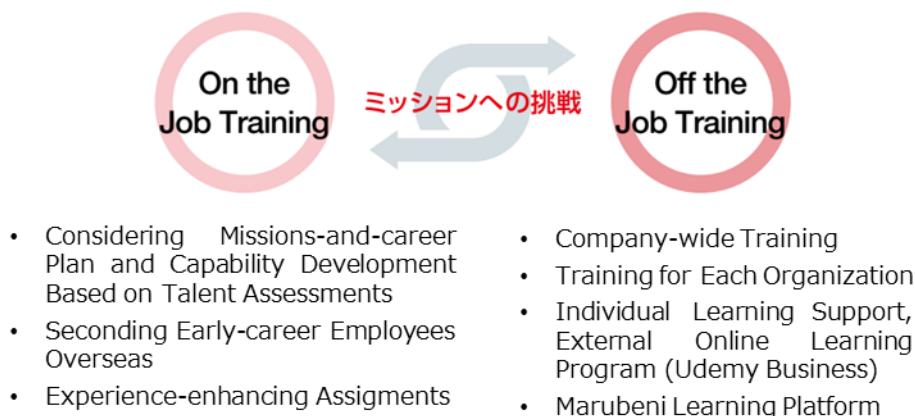 On the
Job Training
ミッションへの挑戦
Off the
Job Training
• Considering Missions-and-career
Plan and Capability Development
Based on Talent Assessments
• Seconding Early-career Employees
Overseas
• Experience-enhancing Assigments
• Company-wide Training
• Training for Each Organization
• Individual Learning Support,
External Online Learning
Program (Udemy Business)
• Marubeni Learning Platform